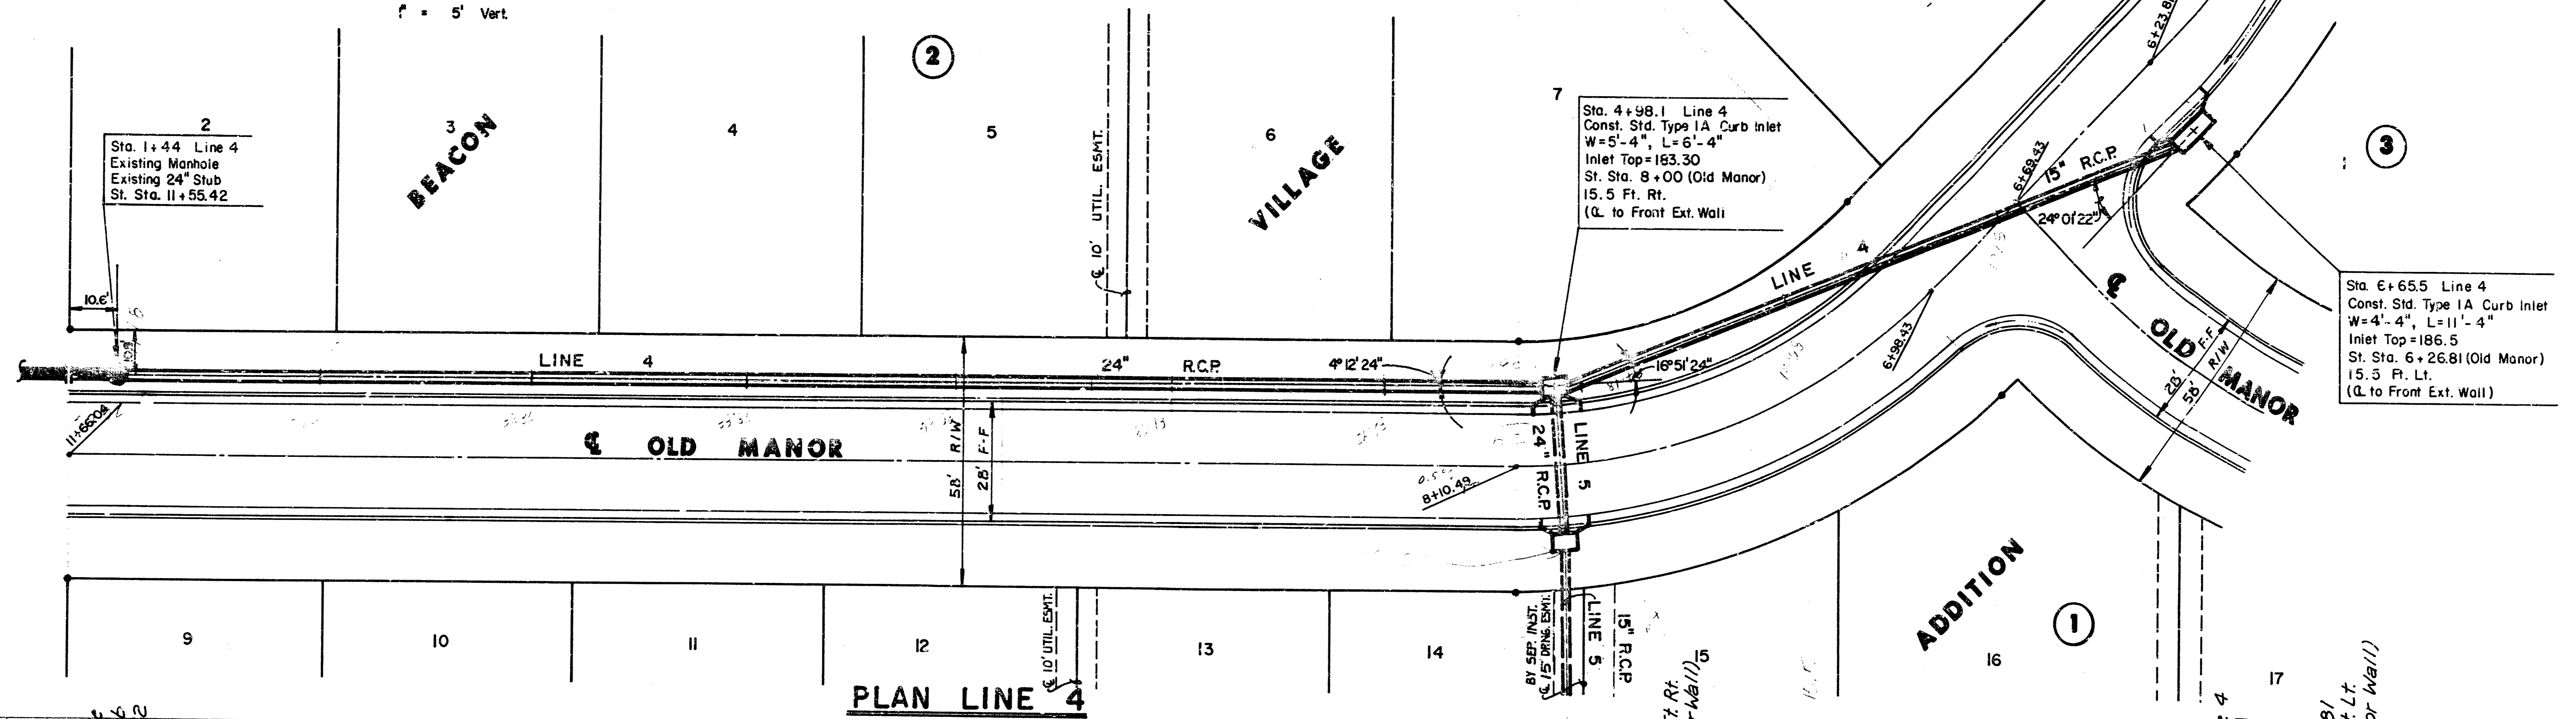 1" = 5' Vert.
2
2
Sta. 1+44 Line 4
Existing Manhole
Existing 24" Stub
St. Sta. 11+55.42
10.6'
3
BEACON
4
5
℄ 10' UTIL. ESMT.
6
VILLAGE
7
Sta. 4+98.1 Line 4
Const. Std. Type 1A Curb Inlet
W=5'-4", L=6'-4"
Inlet Top=183.30
St. Sta. 8+00 (Old Manor)
15.5 Ft. Rt.
(℄ to Front Ext. Wall
6+23.8
6+69.43
15" R.C.P.
24°01'22"
3
LINE 4
℄ OLD MANOR
28' F-F
58' R/W
Sta. 6+65.5 Line 4
Const. Std. Type 1A Curb Inlet
W=4'-4", L=11'-4"
Inlet Top=186.5
St. Sta. 6+26.81 (Old Manor)
15.5 Ft. Lt.
(℄ to Front Ext. Wall)
LINE 4 24" R.C.P. 4°12'24"
16°51'24"
6+98.43
11+66.04
℄ OLD MANOR
58' R/W
28' F-F
8+10.49
24" R.C.P.
LINE 5
9
10
11
12
℄ 10' UTIL. ESMT.
13
14
BY SEP. INST.
℄ 15' DRNG. ESMT.
LINE 5
15" R.C.P.
15
16
ADDITION
1
17
PLAN LINE 4
t. Rt.
r Wall)
4
81
t Lt.
or Wall)